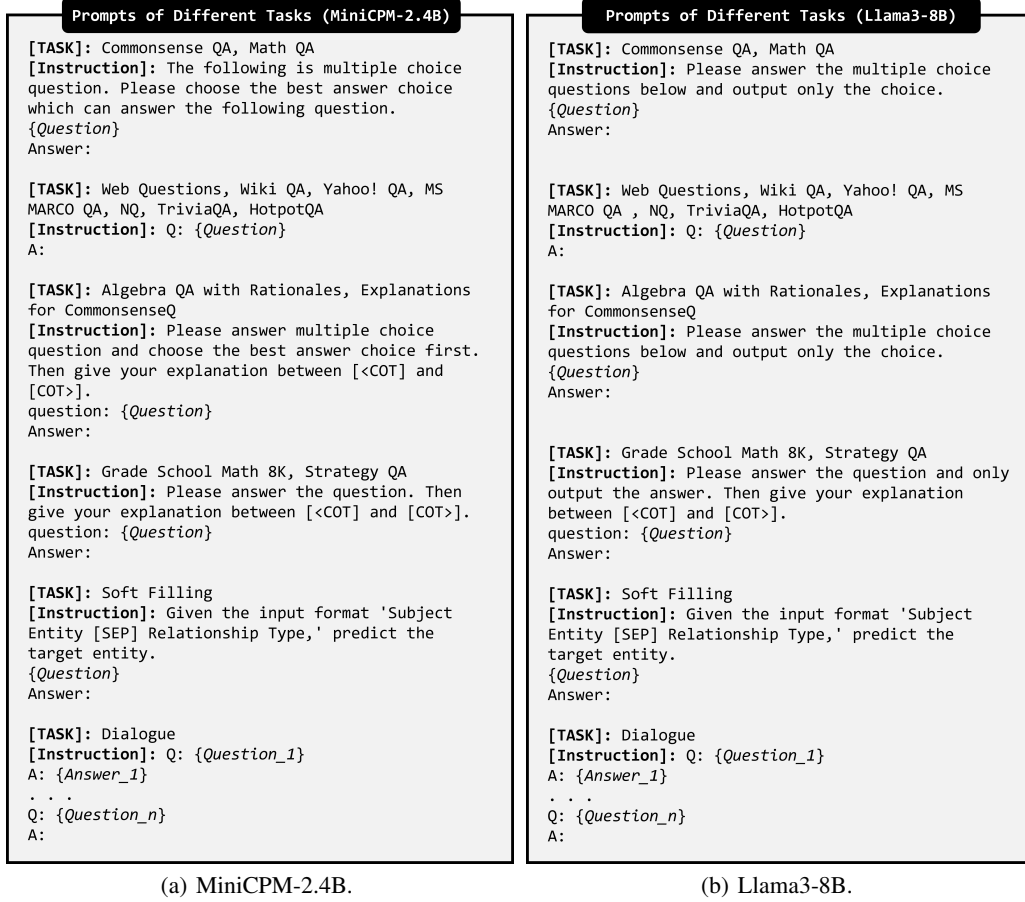 Prompts of Different Tasks (MiniCPM-2.4B)
[TASK]: Commonsense QA, Math QA
[Instruction]: The following is multiple choice
question. Please choose the best answer choice
which can answer the following question.
{Question}
Answer:
[TASK]: Web Questions, Wiki QA, Yahoo! QA, MS
MARCO QA, NQ, TriviaQA, HotpotQA
[Instruction]: Q: {Question}
A:
[TASK]: Algebra QA with Rationales, Explanations
for CommonsenseQ
[Instruction]: Please answer multiple choice
question and choose the best answer choice first.
Then give your explanation between [<COT] and
[COT>].
question: {Question}
Answer:
[TASK]: Grade School Math 8K, Strategy QA
[Instruction]: Please answer the question. Then
give your explanation between [<COT] and [COT>].
question: {Question}
Answer:
[TASK]: Soft Filling
[Instruction]: Given the input format 'Subject
Entity [SEP] Relationship Type,' predict the
target entity.
{Question}
Answer:
[TASK]: Dialogue
[Instruction]: Q: {Question_1}
A: {Answer_1}
. . .
Q: {Question_n}
A:
(a) MiniCPM-2.4B.
Prompts of Different Tasks (Llama3-8B)
[TASK]: Commonsense QA, Math QA
[Instruction]: Please answer the multiple choice
questions below and output only the choice.
{Question}
Answer:
[TASK]: Web Questions, Wiki QA, Yahoo! QA, MS
MARCO QA , NQ, TriviaQA, HotpotQA
[Instruction]: Q: {Question}
A:
[TASK]: Algebra QA with Rationales, Explanations
for CommonsenseQ
[Instruction]: Please answer the multiple choice
questions below and output only the choice.
{Question}
Answer:
[TASK]: Grade School Math 8K, Strategy QA
[Instruction]: Please answer the question and only
output the answer. Then give your explanation
between [<COT] and [COT>].
question: {Question}
Answer:
[TASK]: Soft Filling
[Instruction]: Given the input format 'Subject
Entity [SEP] Relationship Type,' predict the
target entity.
{Question}
Answer:
[TASK]: Dialogue
[Instruction]: Q: {Question_1}
A: {Answer_1}
. . .
Q: {Question_n}
A:
(b) Llama3-8B.